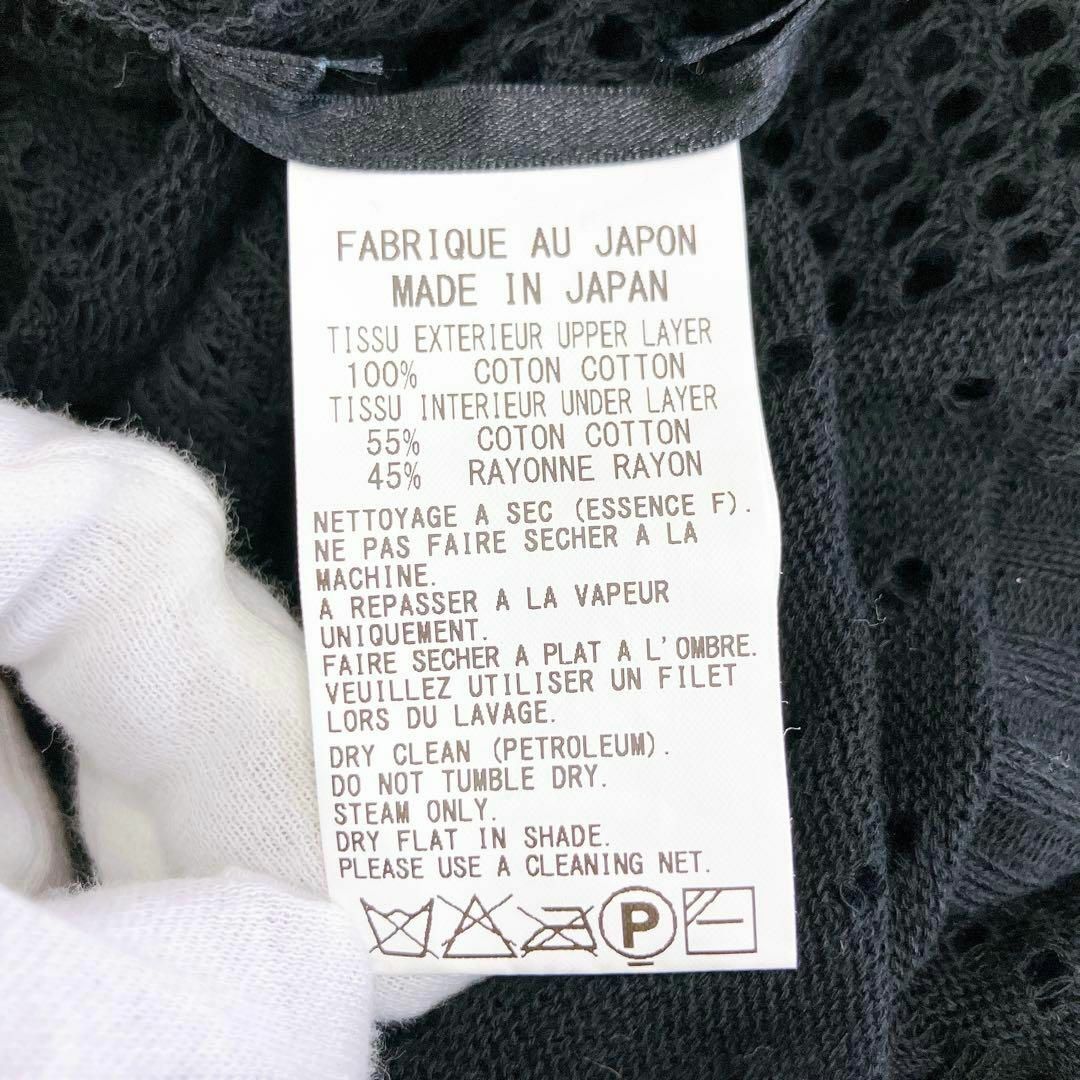 FABRIQUE AU JAPON
MADE IN JAPAN
TISSU EXTERIEUR UPPER LAYER
100% COTON COTTON
TISSU INTERIEUR UNDER LAYER
55% COTON COTTON
45% RAYONNE RAYON
NETTOYAGE A SEC (ESSENCE F).
NE PAS FAIRE SECHER A LA
MACHINE.
A REPASSER A LA VAPEUR
UNIQUEMENT.
FAIRE SECHER A PLAT A L'OMBRE.
VEUILLEZ UTILISER UN FILET
LORS DU LAVAGE.
DRY CLEAN (PETROLEUM).
DO NOT TUMBLE DRY.
STEAM ONLY.
DRY FLAT IN SHADE.
PLEASE USE A CLEANING NET.
P